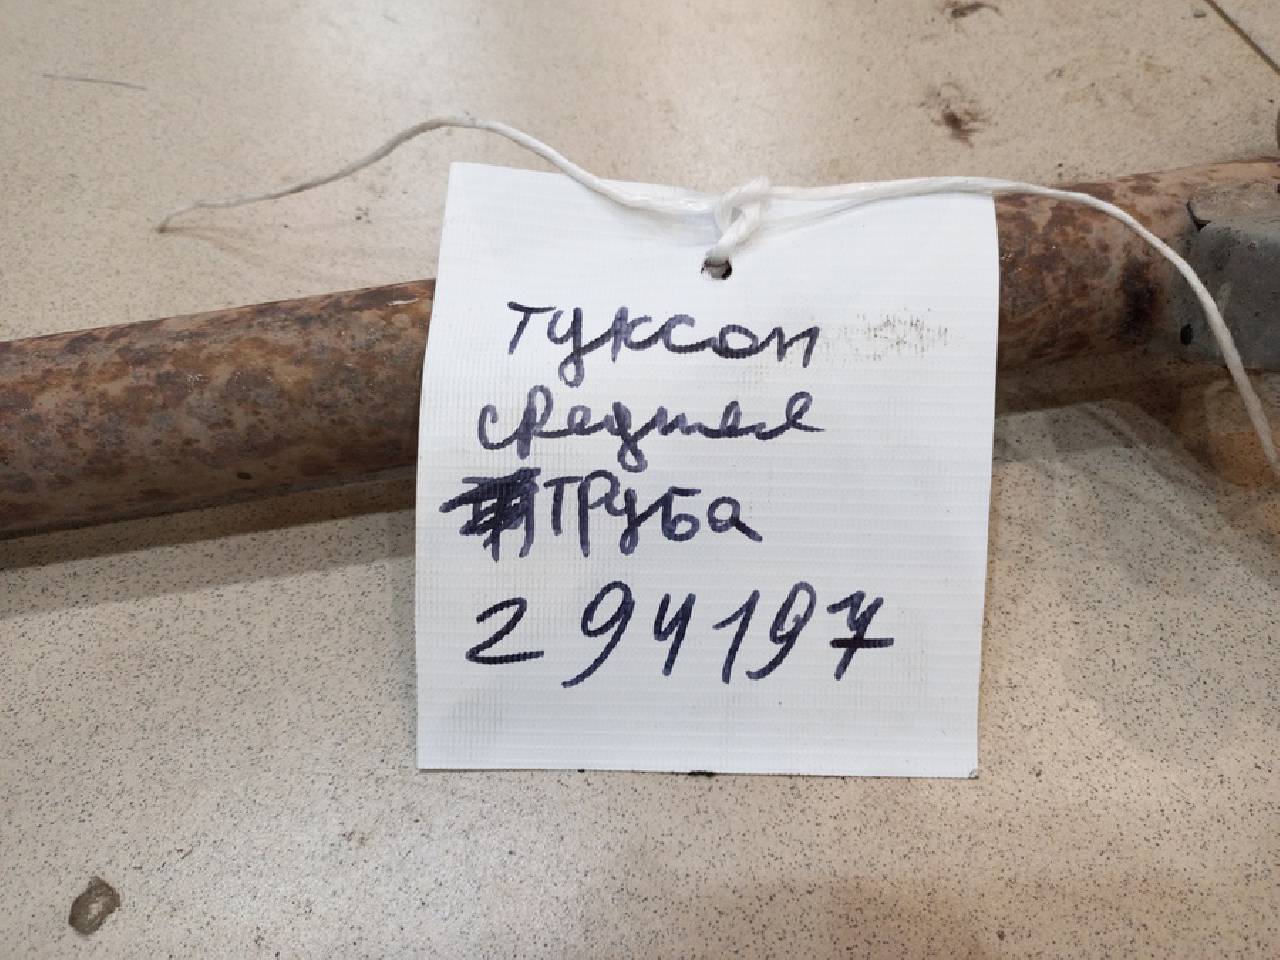 туксон
средняя
труба
294197